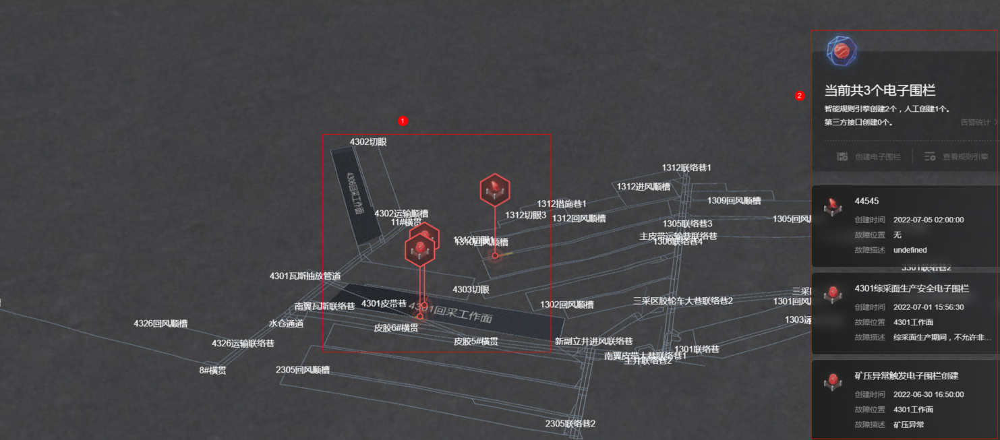 1
4302切眼
4306回采工作面
4302运输顺槽
11#横贯
1312联络巷1
1312进风顺槽
1309回风顺槽
1312措施巷1
1312切眼3
1312回风顺槽
1305联络巷3
1305回风
主皮带运输巷联络巷
1306联络巷4
1310回风顺槽
4301瓦斯抽放管道
4303切眼
3301联络巷2
三采
南翼瓦斯联络巷
4301皮带巷
4301回采工作面
1302回风顺槽
三采区胶轮车大巷联络巷2
1301回风
4326回风顺槽
水仓通道
皮胶6#横贯
1303运
4326运输联络巷
皮胶5#横贯
新副立井进风联络巷
1301联络巷
南翼皮带大巷联络巷1
主井联络巷2
8#横贯
2305回风顺槽
2305联络巷2
2
当前共3个电子围栏
智能规则引擎创建2个，人工创建1个。
第三方接口创建0个。
告警统计
创建电子围栏 查看规则引擎
44545
创建时间 2022-07-05 02:00:00
故障位置 无
故障描述 undefined
4301综采面生产安全电子围栏
创建时间 2022-07-01 15:56:30
故障位置 4301工作面
故障描述 综采面生产期间，不允许非...
矿压异常触发电子围栏创建
创建时间 2022-06-30 16:50:00
故障位置 4301工作面
故障描述 矿压异常